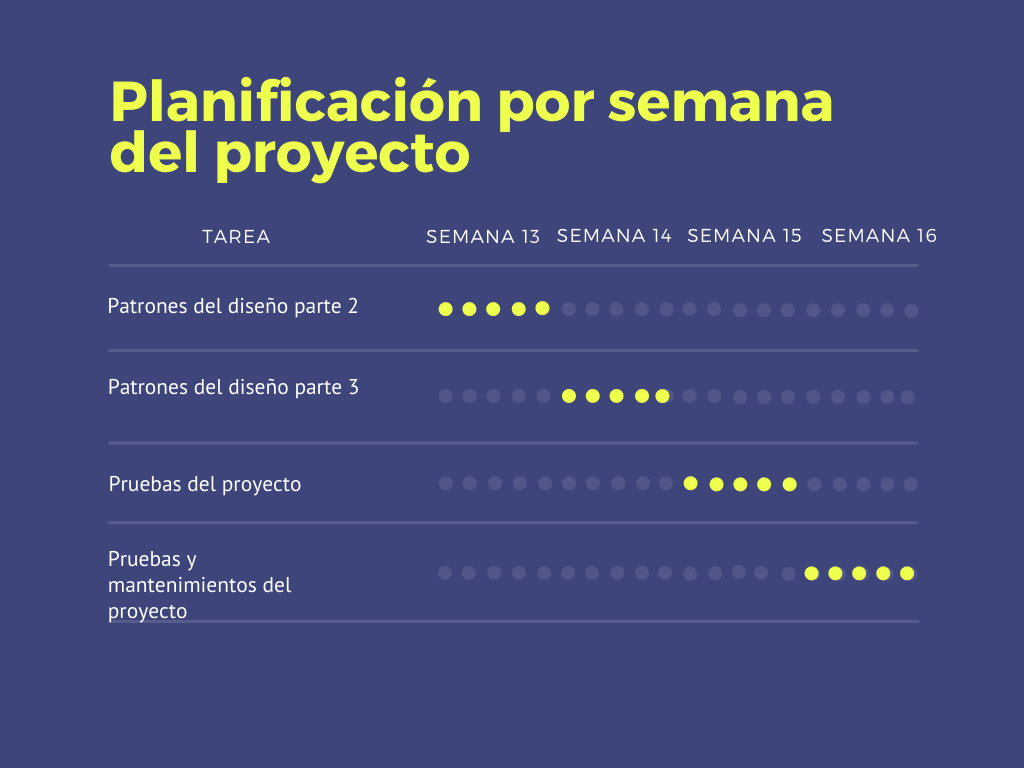 Planificación por semana
del proyecto
TAREA SEMANA 13 SEMANA 14 SEMANA 15 SEMANA 16
Patrones del diseño parte 2
Patrones del diseño parte 3
Pruebas del proyecto
Pruebas y
mantenimientos del
proyecto